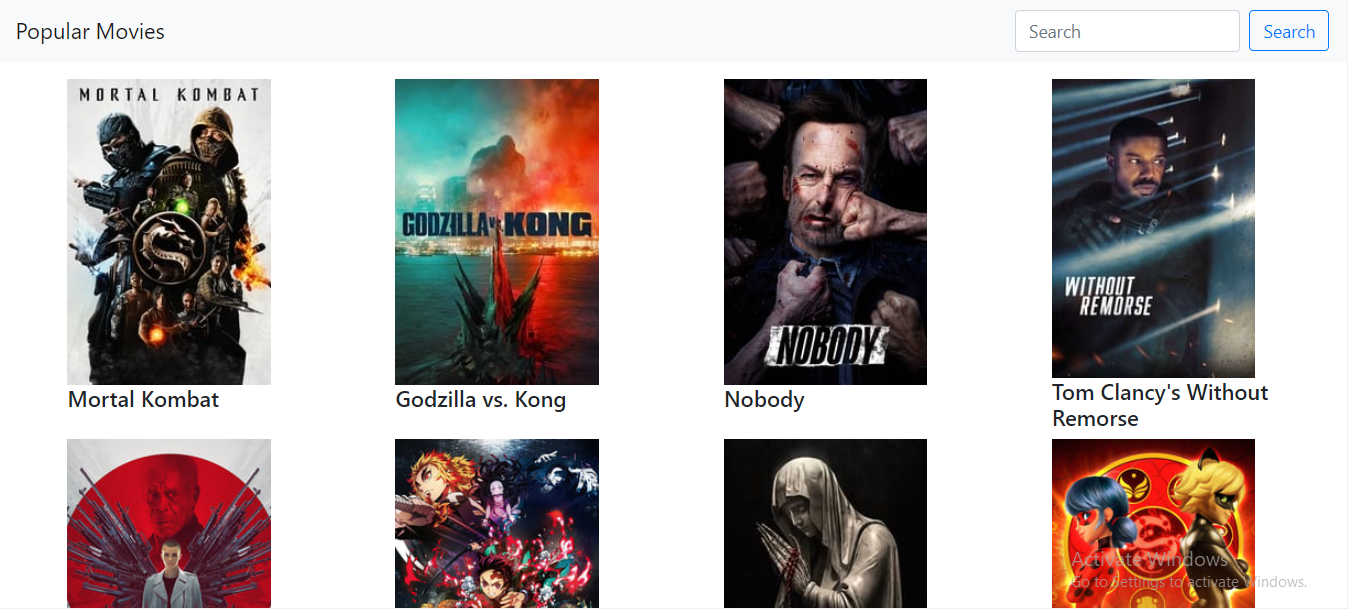 Popular Movies
Search
Search
MORTAL KOMBAT
GODZILLA vs. KONG
NOBODY
WITHOUT
REMORSE
Mortal Kombat
Godzilla vs. Kong
Nobody
Tom Clancy's Without
Remorse
Activate Windows
Go to Settings to activate Windows.